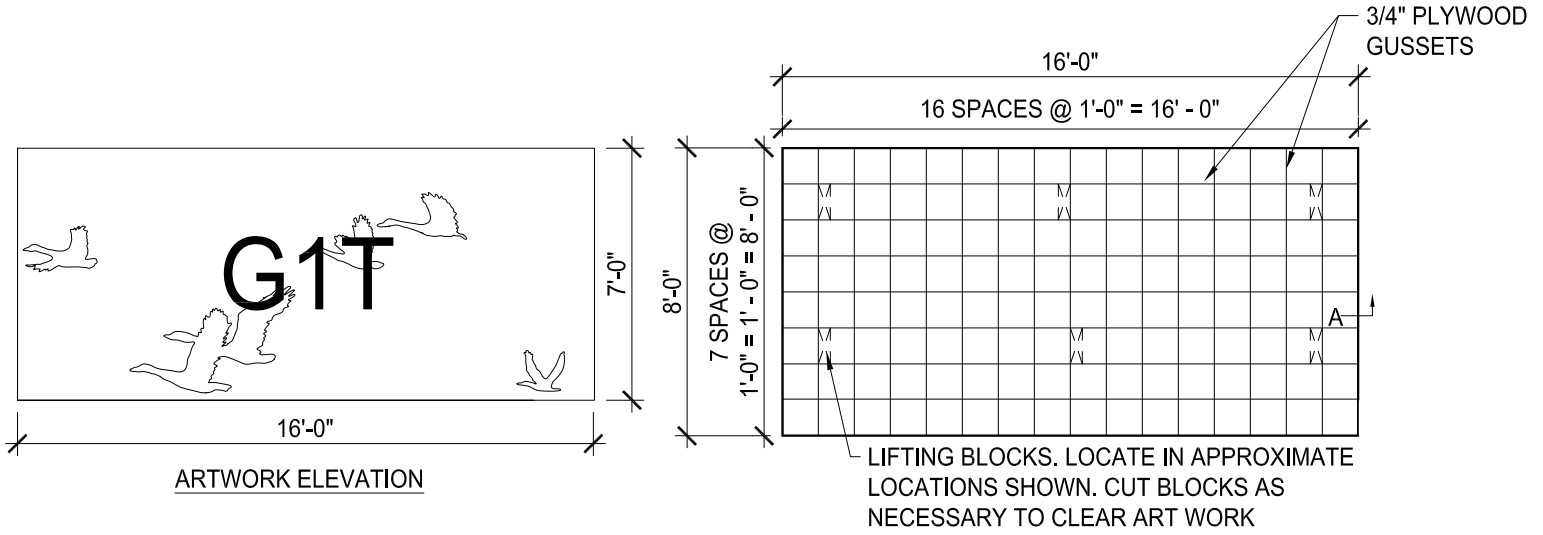 G1T
7'-0"
16'-0"
ARTWORK ELEVATION
3/4" PLYWOOD
GUSSETS
16'-0"
16 SPACES @ 1'-0" = 16' - 0"
8'-0"
7 SPACES @
1'-0" = 1' - 0" = 8' - 0"
A
LIFTING BLOCKS. LOCATE IN APPROXIMATE
LOCATIONS SHOWN. CUT BLOCKS AS
NECESSARY TO CLEAR ART WORK